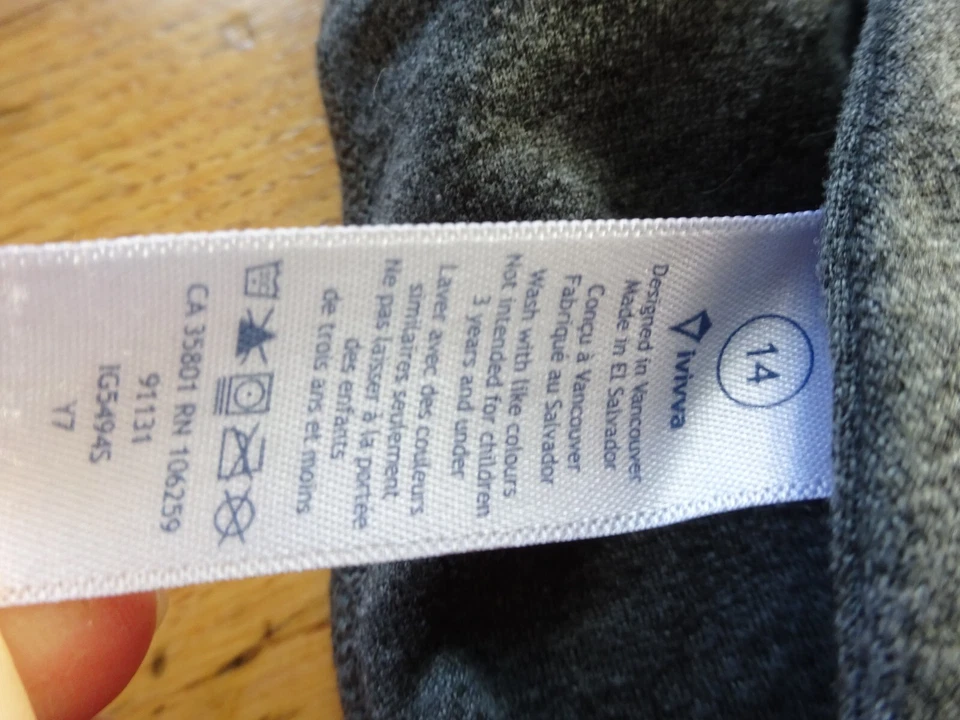 14
ivivva
Designed in Vancouver
Made in El Salvador
Conçu à Vancouver
Fabriqué au Salvador
Wash with like colours
Not intended for children
3 years and under
Laver avec des couleurs
similaires seulement
Ne pas laisser à la portée
des enfants
de trois ans et moins
CA 35801 RN 106259
91131
IG5494S
Y7